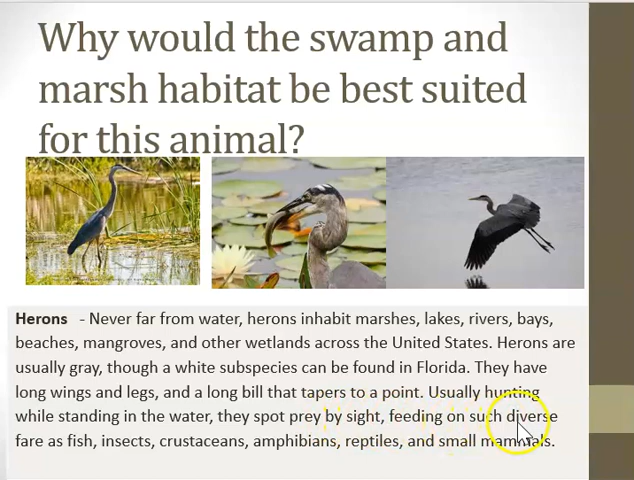 Why would the swamp and
marsh habitat be best suited
for this animal?
Herons - Never far from water, herons inhabit marshes, lakes, rivers, bays,
beaches, mangroves, and other wetlands across the United States. Herons are
usually gray, though a white subspecies can be found in Florida. They have
long wings and legs, and a long bill that tapers to a point. Usually hunting
while standing in the water, they spot prey by sight, feeding on such diverse
fare as fish, insects, crustaceans, amphibians, reptiles, and small mammals.